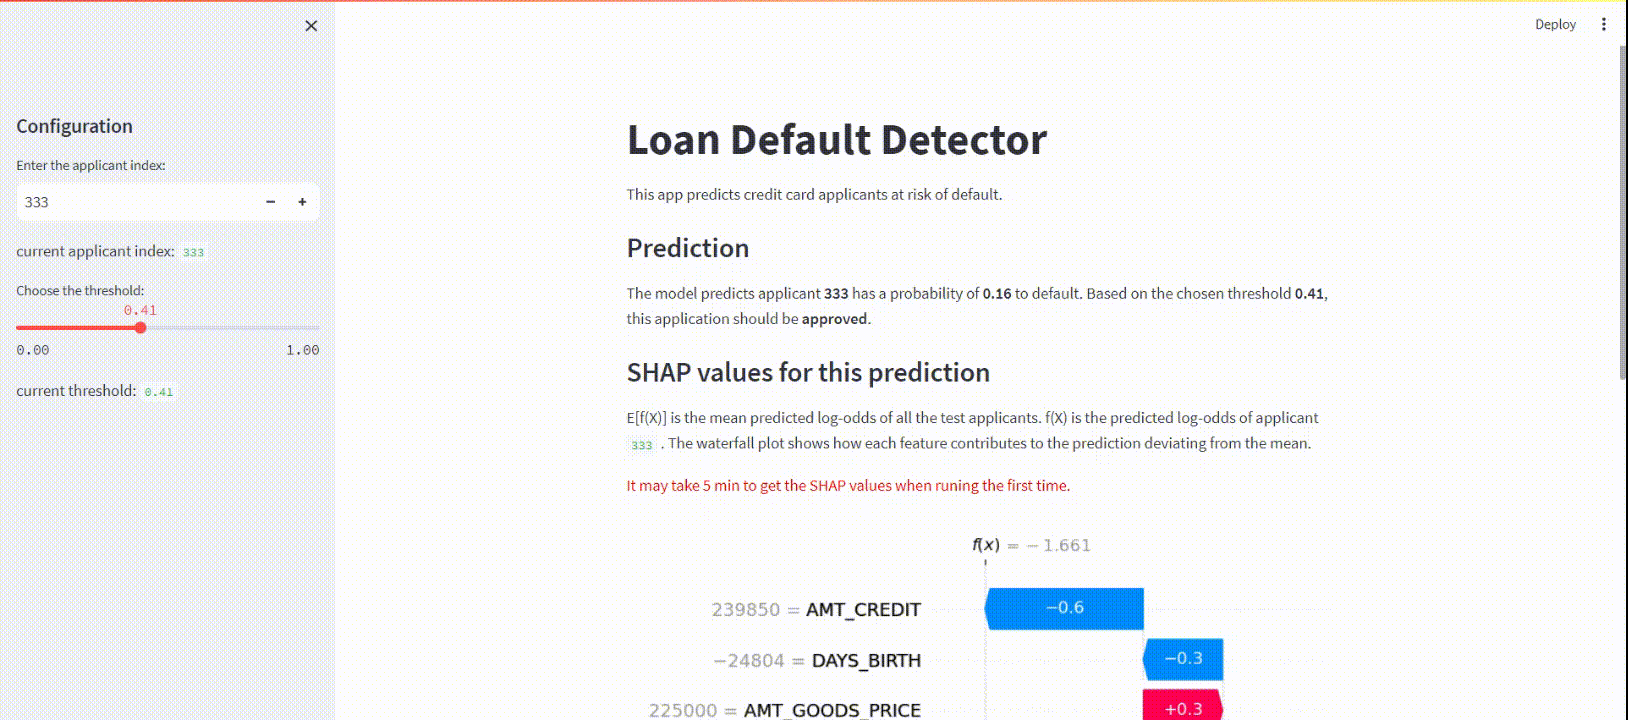 Deploy
Configuration
Enter the applicant index:
333
current applicant index: 333
Choose the threshold:
0.41
0.00 1.00
current threshold: 0.41
Loan Default Detector
This app predicts credit card applicants at risk of default.
Prediction
The model predicts applicant 333 has a probability of 0.16 to default. Based on the chosen threshold 0.41,
this application should be approved.
SHAP values for this prediction
E[f(X)] is the mean predicted log-odds of all the test applicants. f(X) is the predicted log-odds of applicant
333 . The waterfall plot shows how each feature contributes to the prediction deviating from the mean.
It may take 5 min to get the SHAP values when runing the first time.
f(x) = −1.661
239850 = AMT_CREDIT −0.6
−24804 = DAYS_BIRTH −0.3
225000 = AMT_GOODS_PRICE +0.3